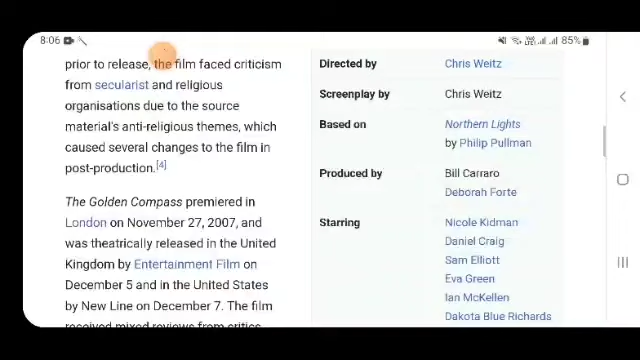 8:06 85%
prior to release, the film faced criticism
from secularist and religious
organisations due to the source
material's anti-religious themes, which
caused several changes to the film in
post-production.[4]
The Golden Compass premiered in
London on November 27, 2007, and
was theatrically released in the United
Kingdom by Entertainment Film on
December 5 and in the United States
by New Line on December 7. The film
received mixed reviews from critics
Directed by Chris Weitz
Screenplay by Chris Weitz
Based on Northern Lights
by Philip Pullman
Produced by Bill Carraro
Deborah Forte
Starring Nicole Kidman
Daniel Craig
Sam Elliott
Eva Green
Ian McKellen
Dakota Blue Richards